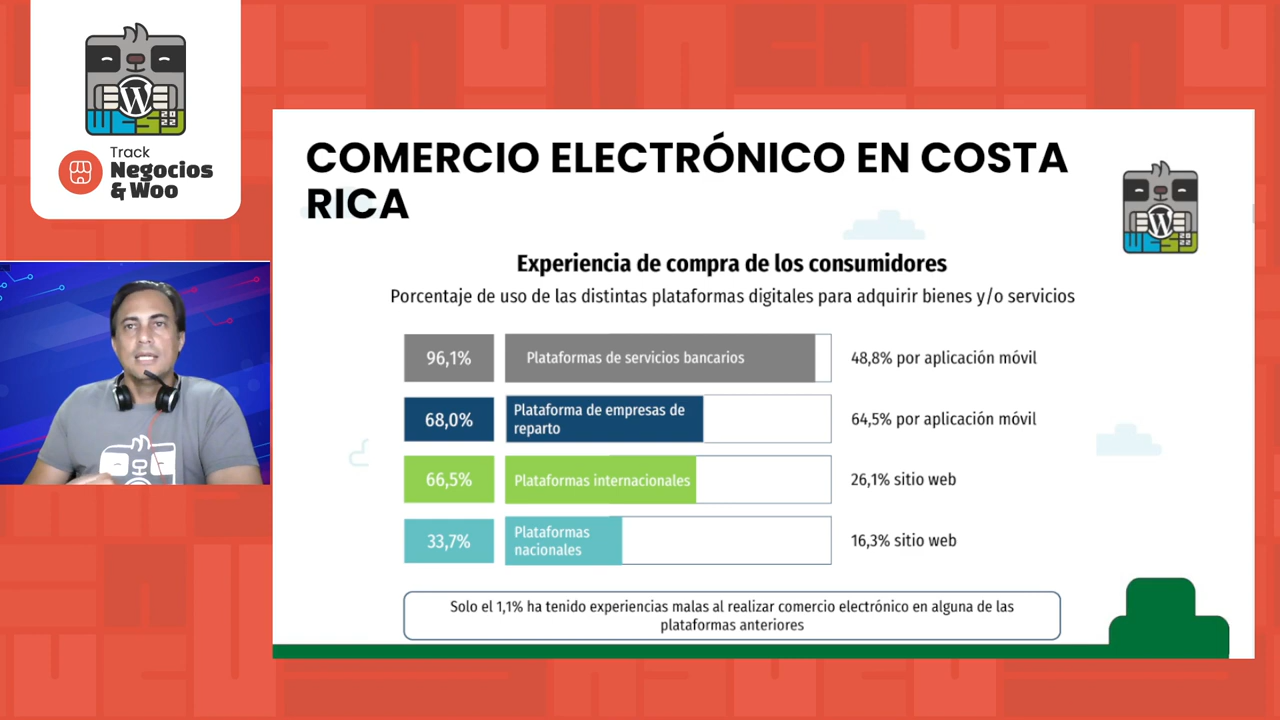 WCSJ
2022
Track
Negocios
& Woo
COMERCIO ELECTRÓNICO EN COSTA
RICA
Experiencia de compra de los consumidores
Porcentaje de uso de las distintas plataformas digitales para adquirir bienes y/o servicios
96,1% Plataformas de servicios bancarios 48,8% por aplicación móvil
68,0% Plataforma de empresas de
reparto 64,5% por aplicación móvil
66,5% Plataformas internacionales 26,1% sitio web
33,7% Plataformas
nacionales 16,3% sitio web
Solo el 1,1% ha tenido experiencias malas al realizar comercio electrónico en alguna de las
plataformas anteriores